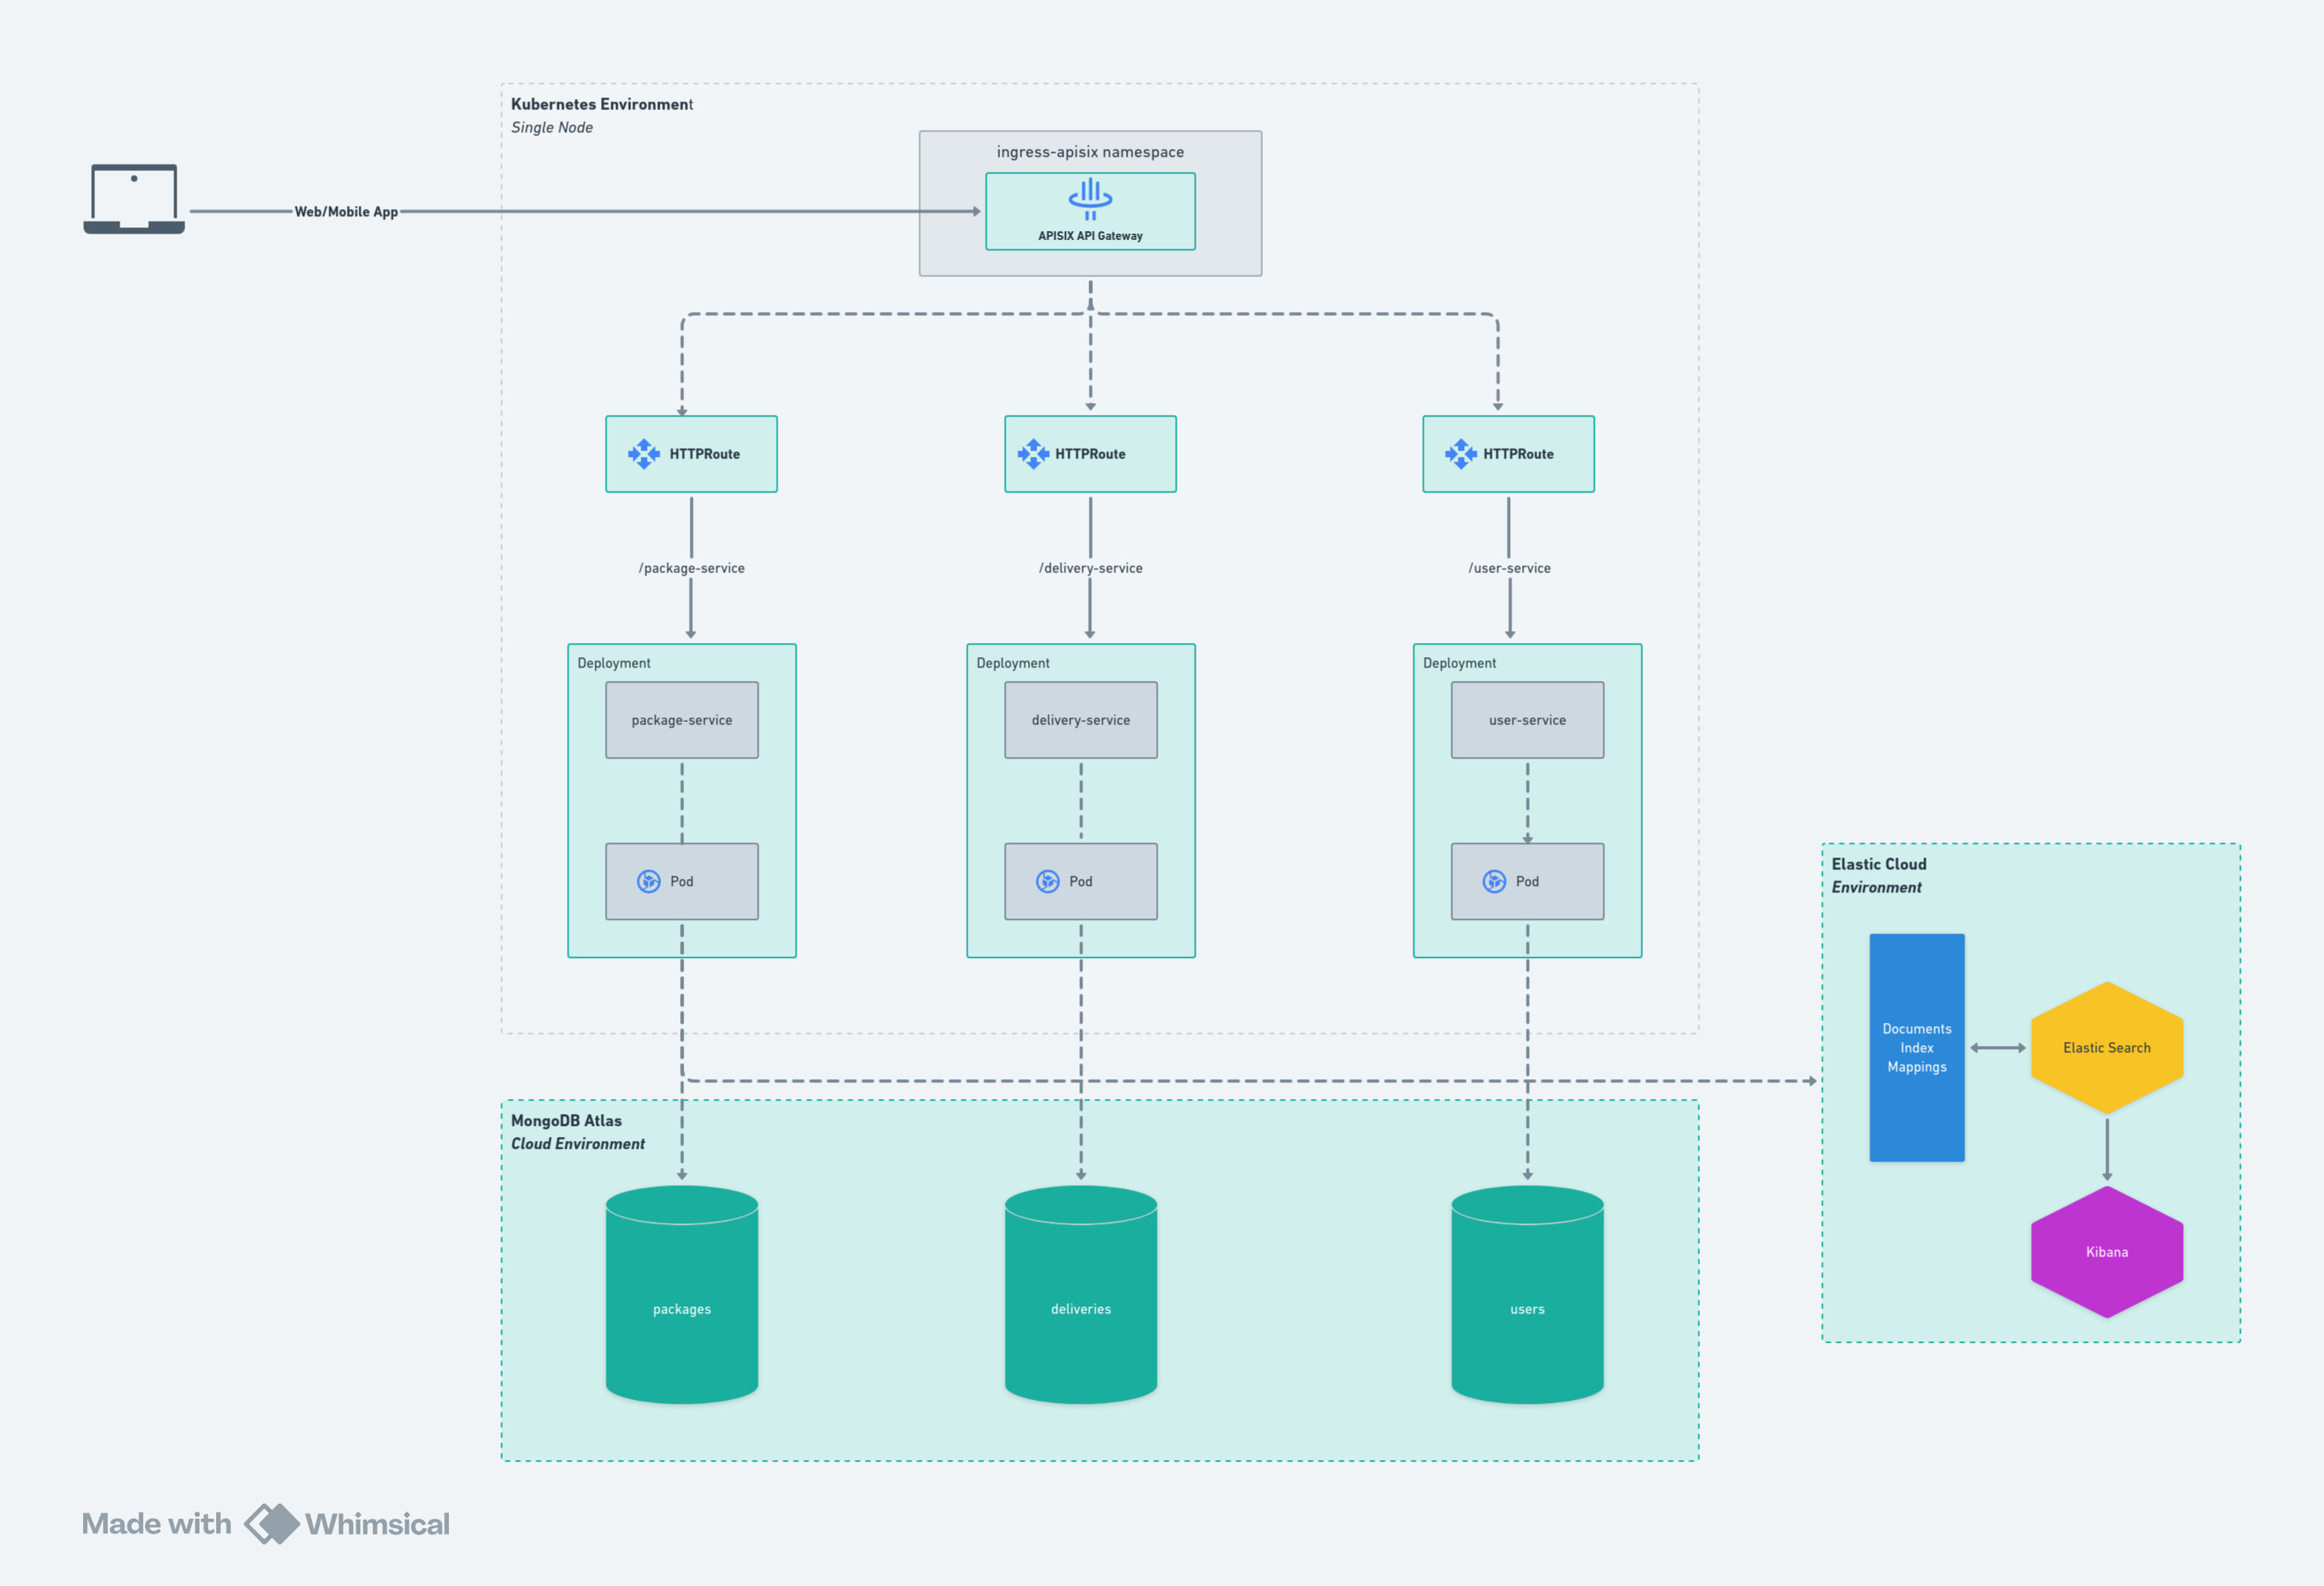 Kubernetes Environment
Single Node
ingress-apisix namespace
APISIX API Gateway
Web/Mobile App
HTTPRoute
HTTPRoute
HTTPRoute
/package-service
/delivery-service
/user-service
Deployment
package-service
Pod
Deployment
delivery-service
Pod
Deployment
user-service
Pod
Elastic Cloud
Environment
Documents
Index
Mappings
Elastic Search
Kibana
MongoDB Atlas
Cloud Environment
packages
deliveries
users
Made with Whimsical